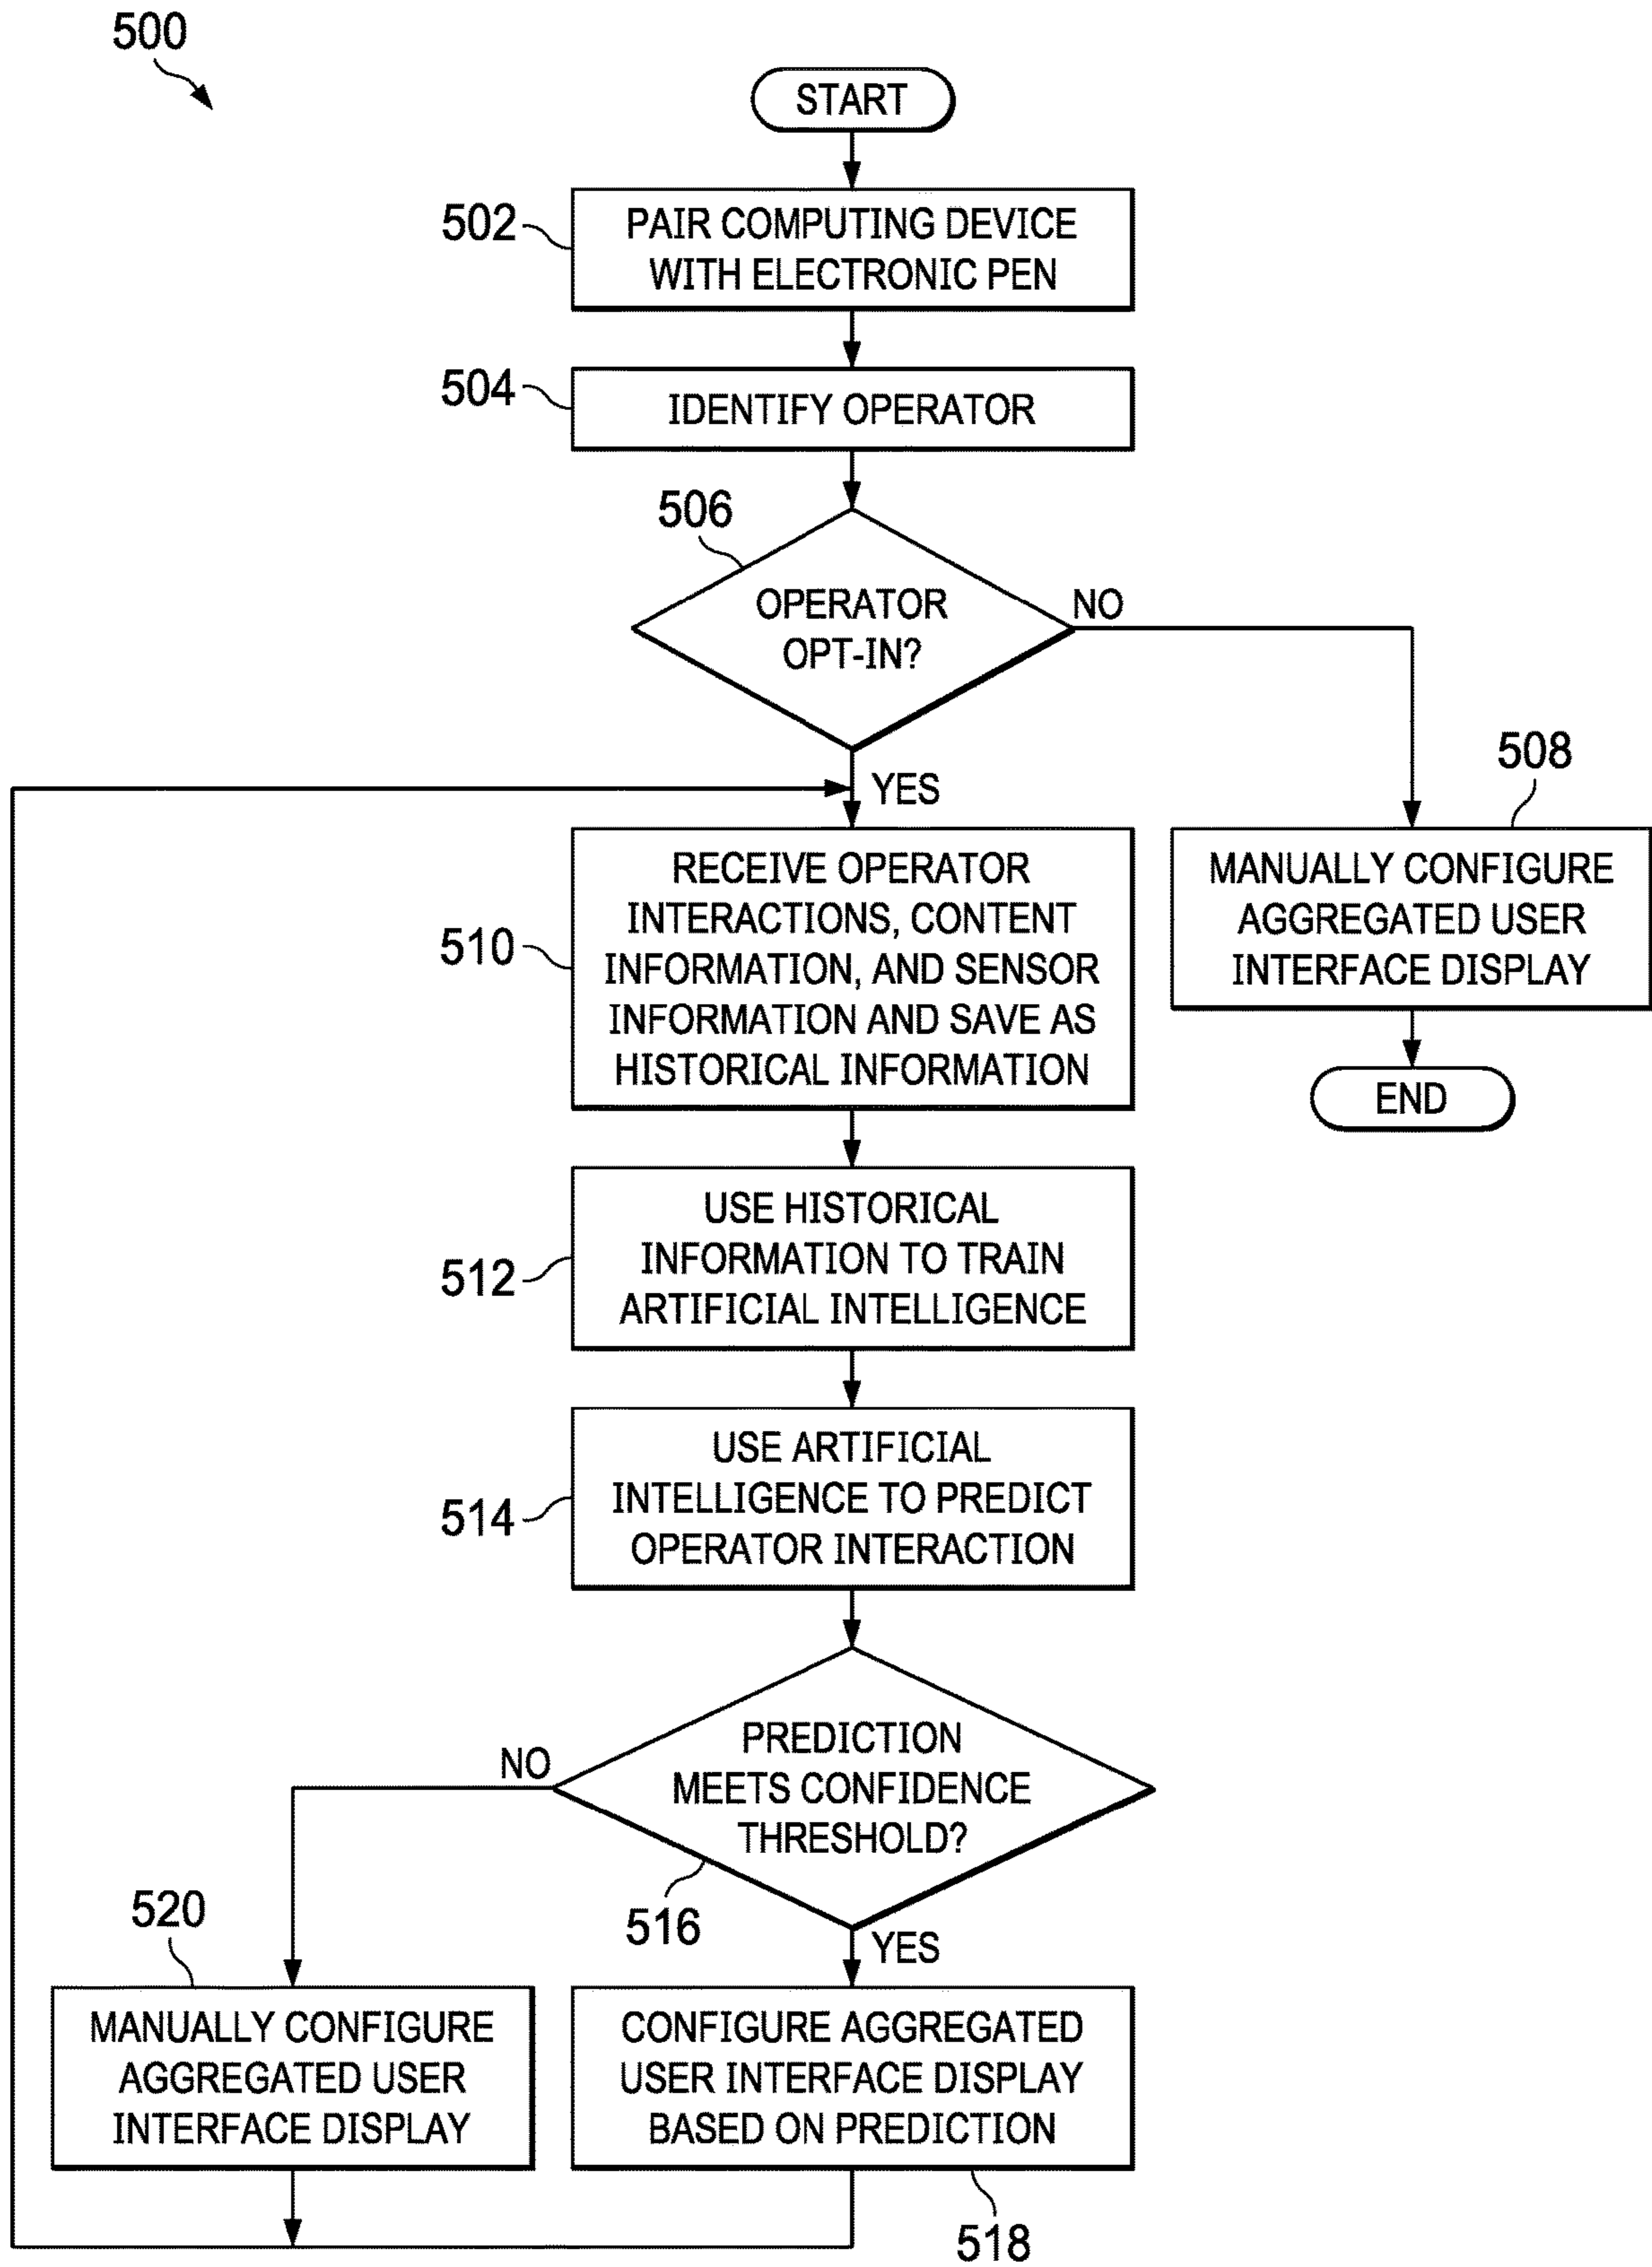 500
START
502
PAIR COMPUTING DEVICE
WITH ELECTRONIC PEN
504
IDENTIFY OPERATOR
506
OPERATOR
OPT-IN?
NO
YES
508
MANUALLY CONFIGURE
AGGREGATED USER
INTERFACE DISPLAY
END
510
RECEIVE OPERATOR
INTERACTIONS, CONTENT
INFORMATION, AND SENSOR
INFORMATION AND SAVE AS
HISTORICAL INFORMATION
512
USE HISTORICAL
INFORMATION TO TRAIN
ARTIFICIAL INTELLIGENCE
514
USE ARTIFICIAL
INTELLIGENCE TO PREDICT
OPERATOR INTERACTION
PREDICTION
MEETS CONFIDENCE
THRESHOLD?
NO
516
YES
520
MANUALLY CONFIGURE
AGGREGATED USER
INTERFACE DISPLAY
CONFIGURE AGGREGATED
USER INTERFACE DISPLAY
BASED ON PREDICTION
518